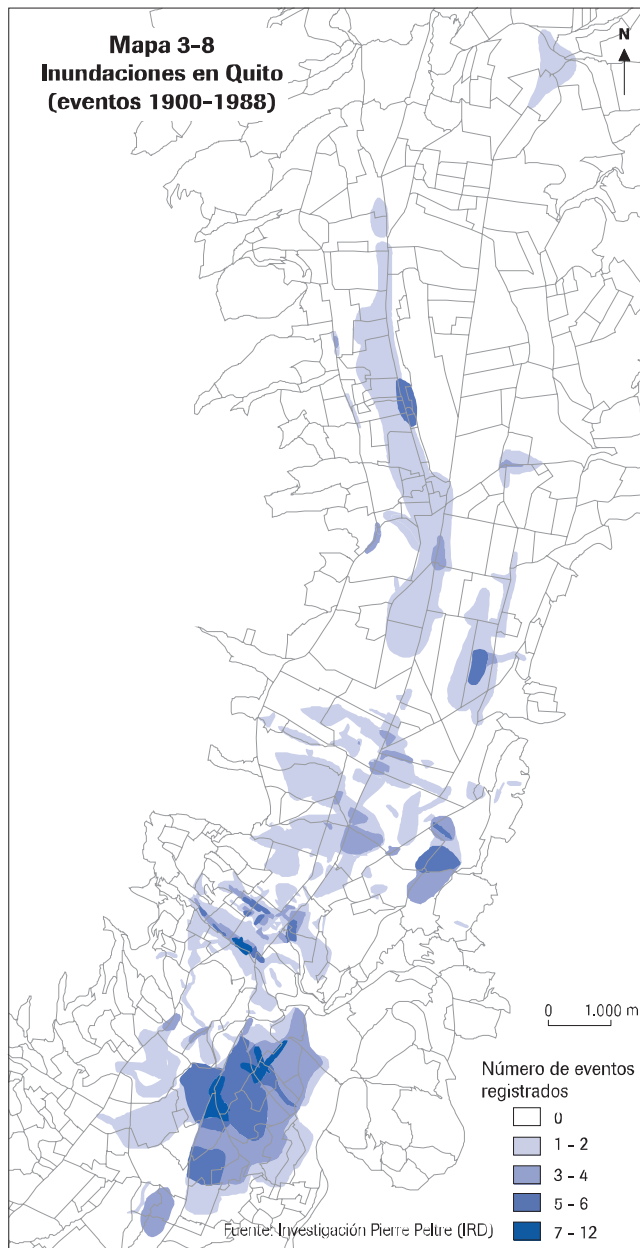 Mapa 3-8
Inundaciones en Quito
(eventos 1900-1988)
N
0 1.000 m
Número de eventos
registrados
0
1 - 2
3 - 4
5 - 6
7 - 12
Fuente: Investigación Pierre Peltre (IRD)